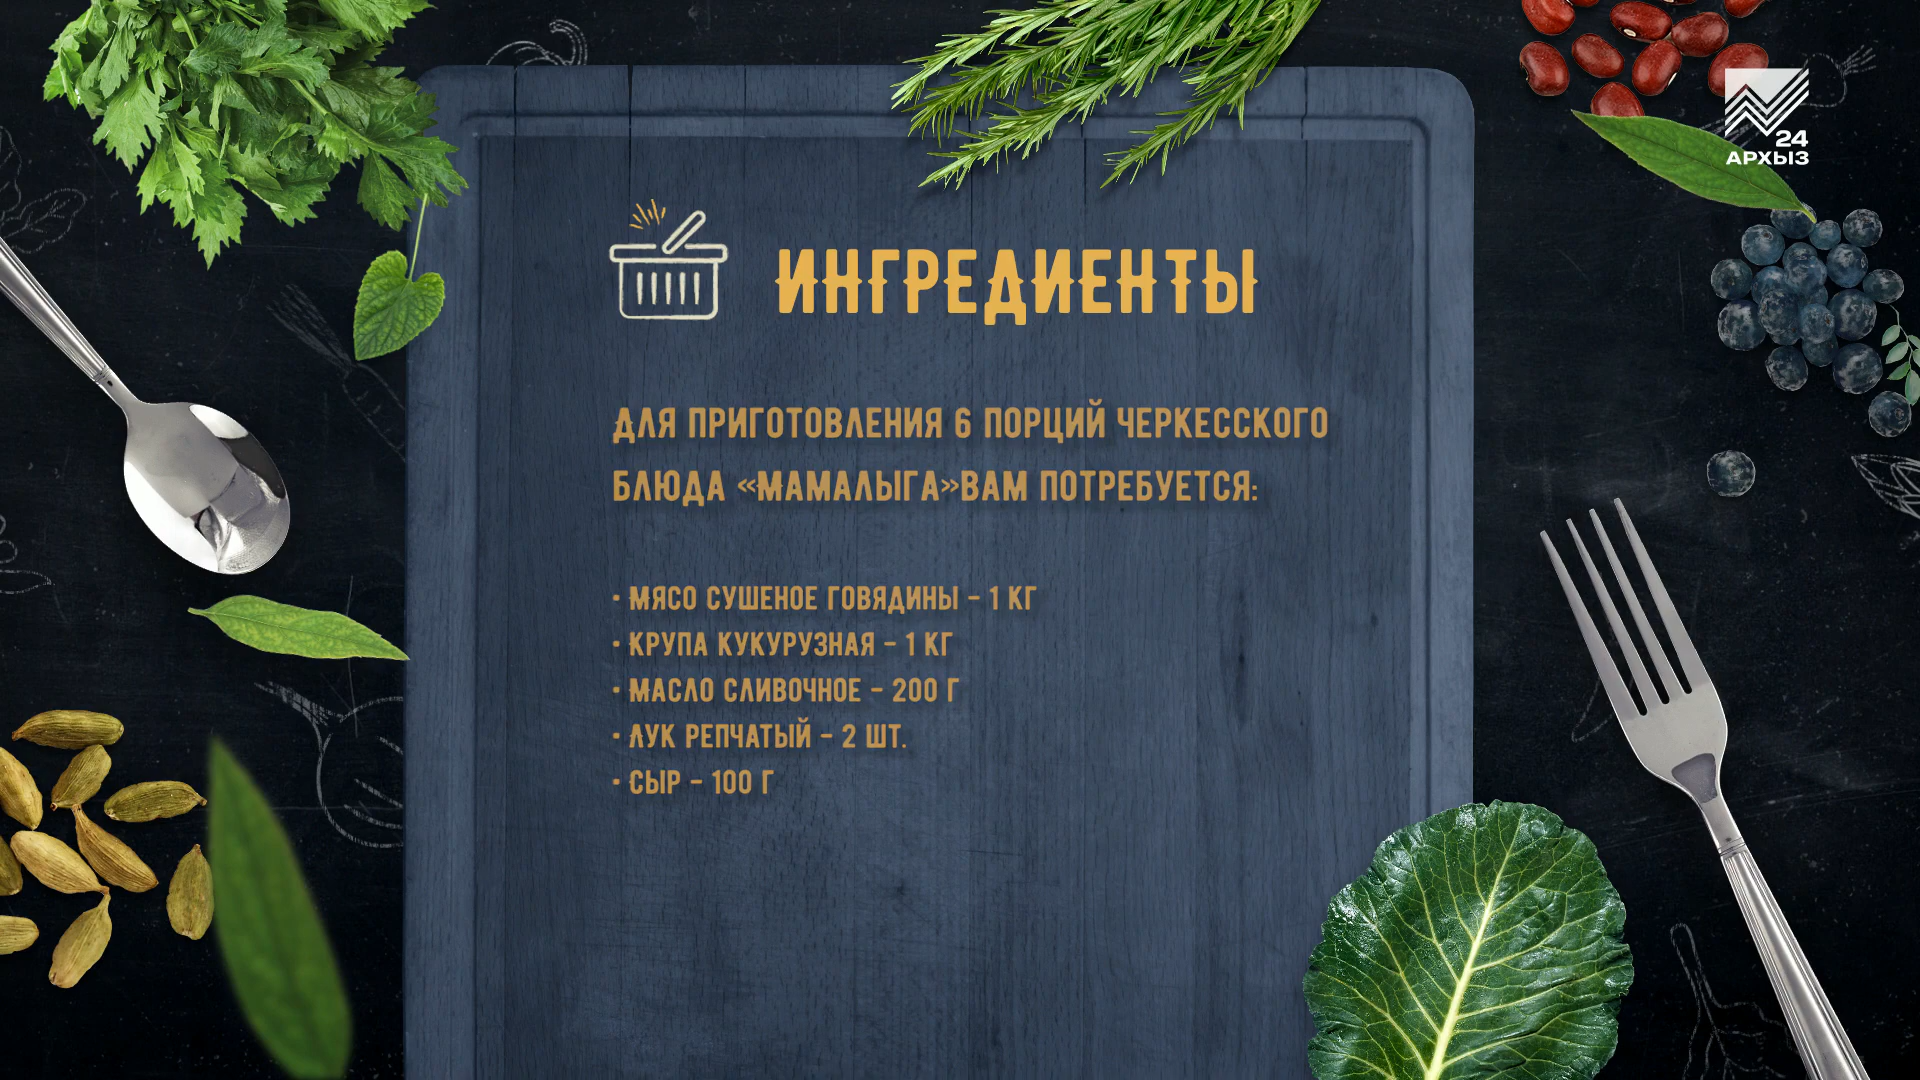 24
АРХЫЗ
ИНГРЕДИЕНТЫ
ДЛЯ ПРИГОТОВЛЕНИЯ 6 ПОРЦИЙ ЧЕРКЕССКОГО
БЛЮДА «МАМАЛЫГА»ВАМ ПОТРЕБУЕТСЯ:
• МЯСО СУШЕНОЕ ГОВЯДИНЫ – 1 КГ
• КРУПА КУКУРУЗНАЯ – 1 КГ
• МАСЛО СЛИВОЧНОЕ – 200 Г
• ЛУК РЕПЧАТЫЙ – 2 ШТ.
• СЫР – 100 Г